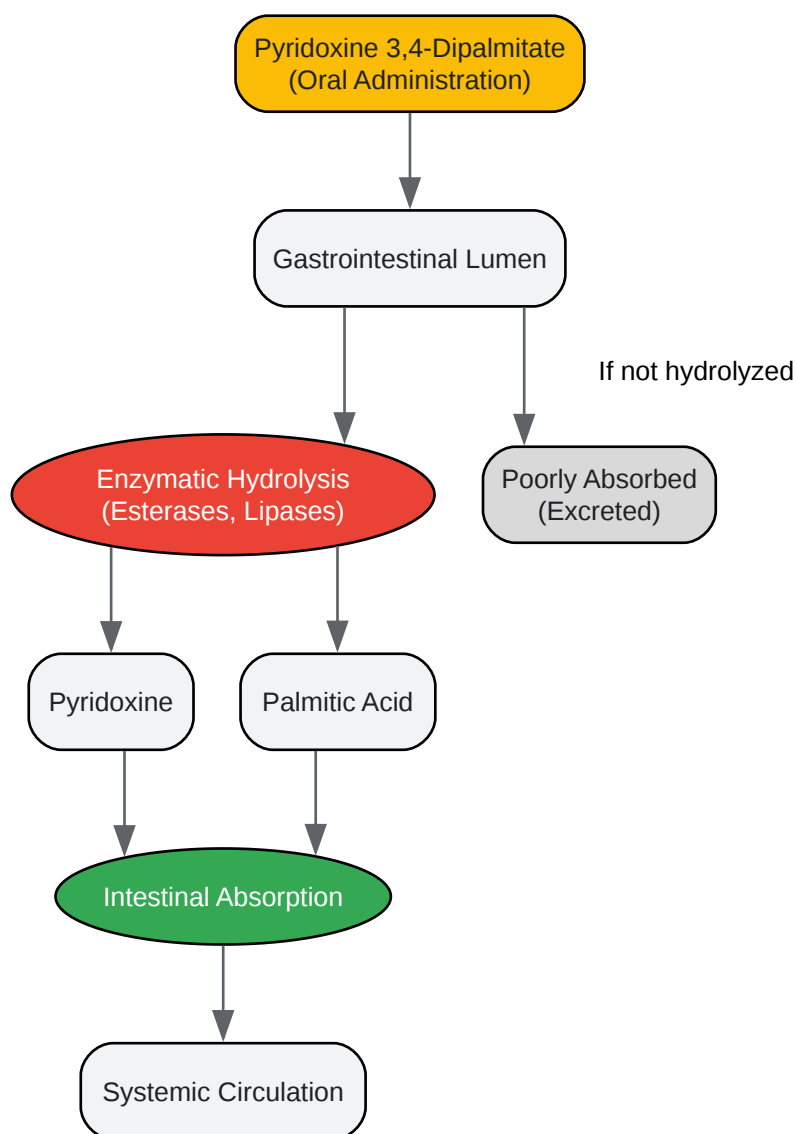 Pyridoxine 3,4-Dipalmitate
(Oral Administration)
Gastrointestinal Lumen
If not hydrolyzed
Enzymatic Hydrolysis
(Esterases, Lipases)
Poorly Absorbed
(Excreted)
Pyridoxine
Palmitic Acid
Intestinal Absorption
Systemic Circulation